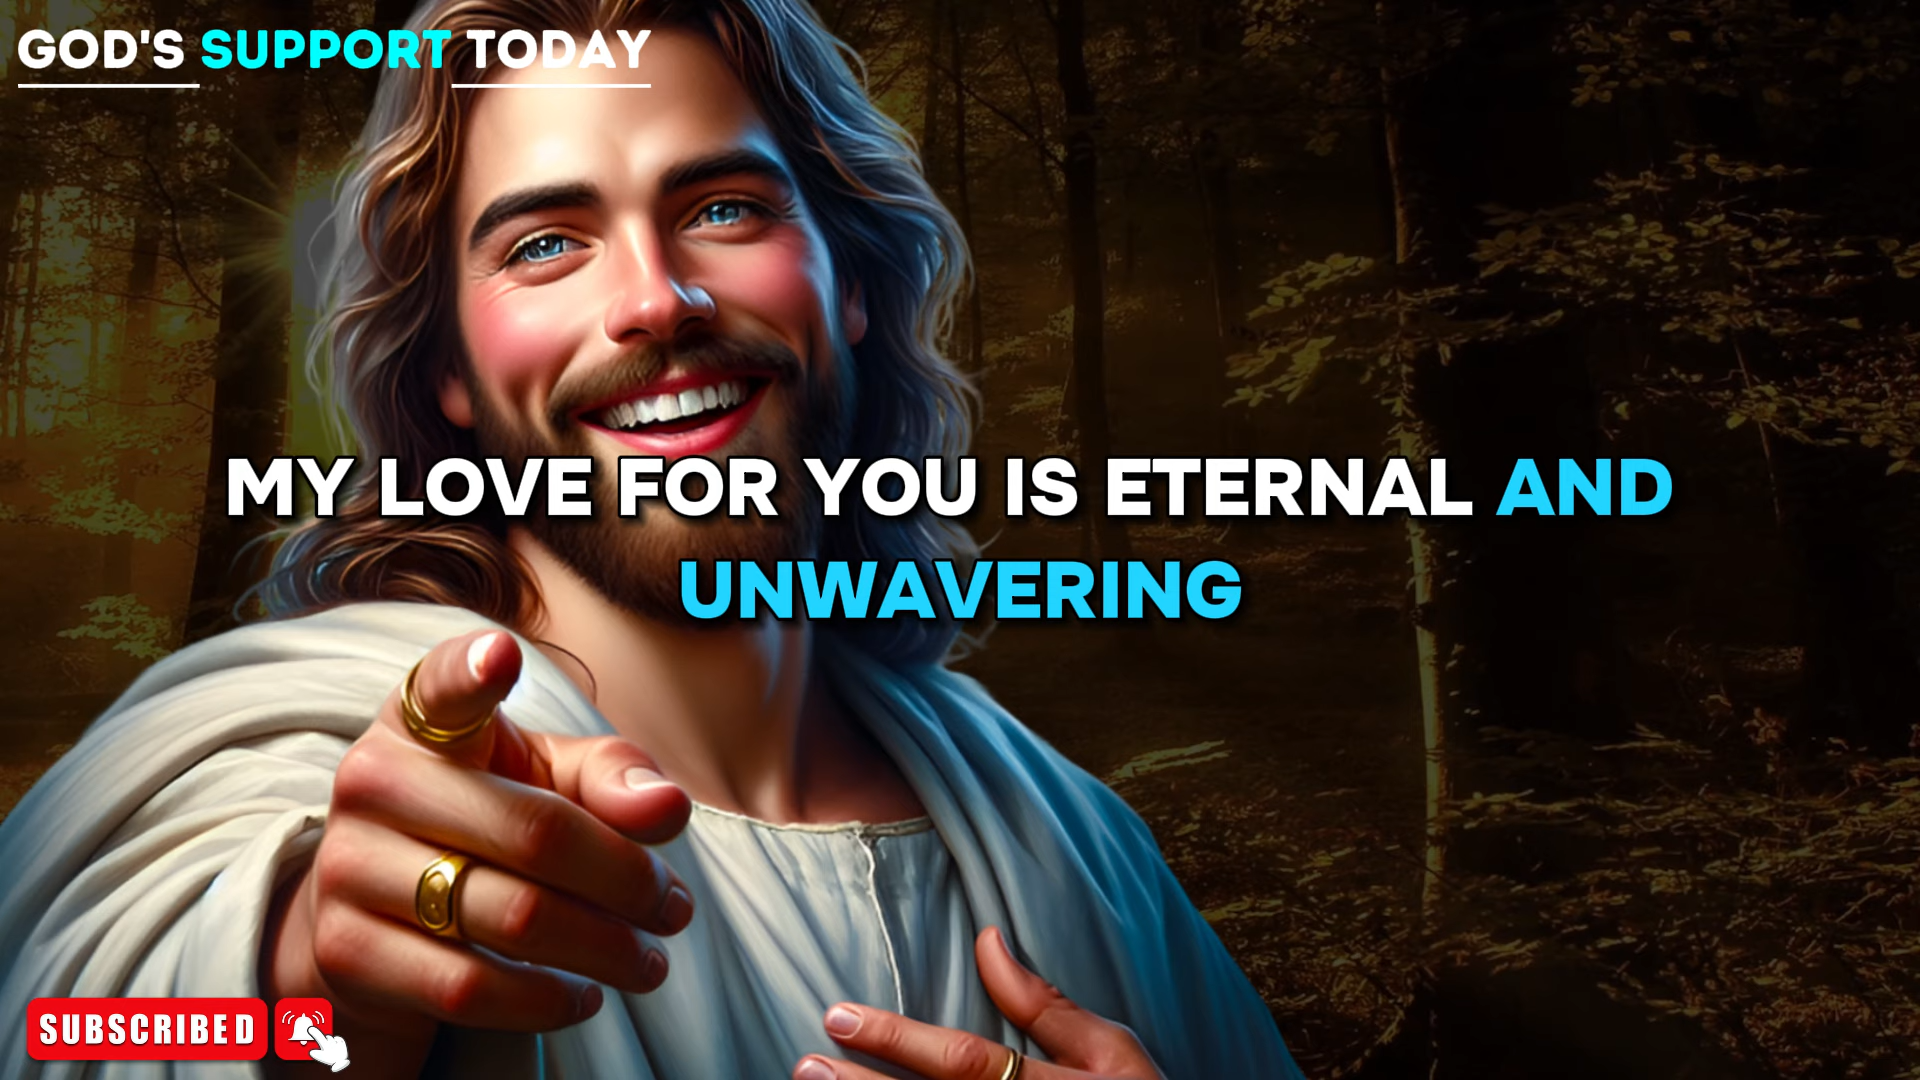 GOD'S SUPPORT TODAY
MY LOVE FOR YOU IS ETERNAL AND
UNWAVERING
SUBSCRIBED